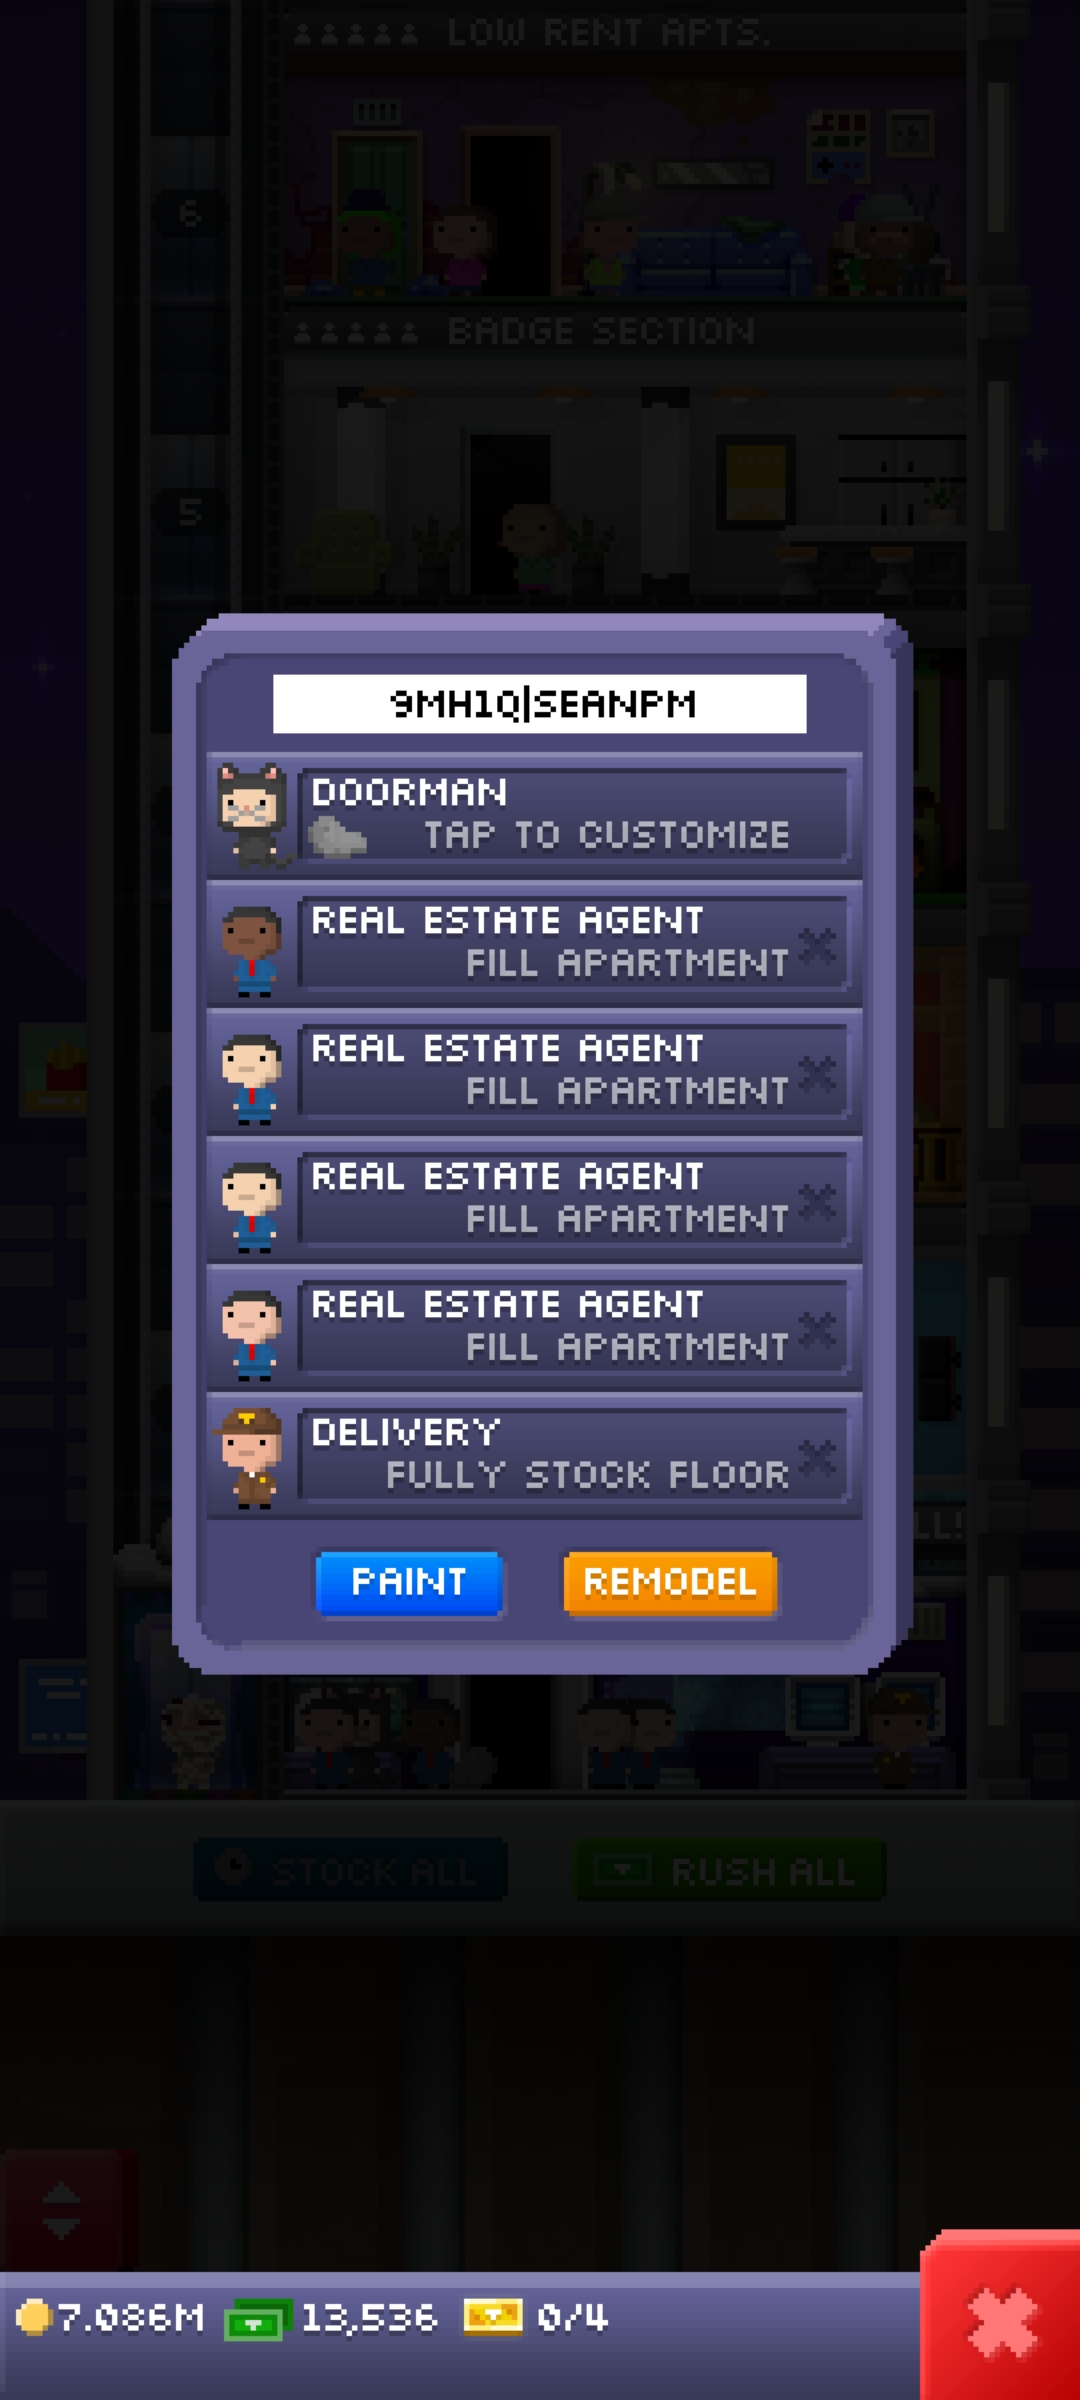 LOW RENT APTS.
6
BADGE SECTION
5
9MH1Q|SEANPM
DOORMAN
TAP TO CUSTOMIZE
REAL ESTATE AGENT
FILL APARTMENT
REAL ESTATE AGENT
FILL APARTMENT
REAL ESTATE AGENT
FILL APARTMENT
REAL ESTATE AGENT
FILL APARTMENT
DELIVERY
FULLY STOCK FLOOR
PAINT
REMODEL
STOCK ALL
RUSH ALL
7.086M
13,536
0/4